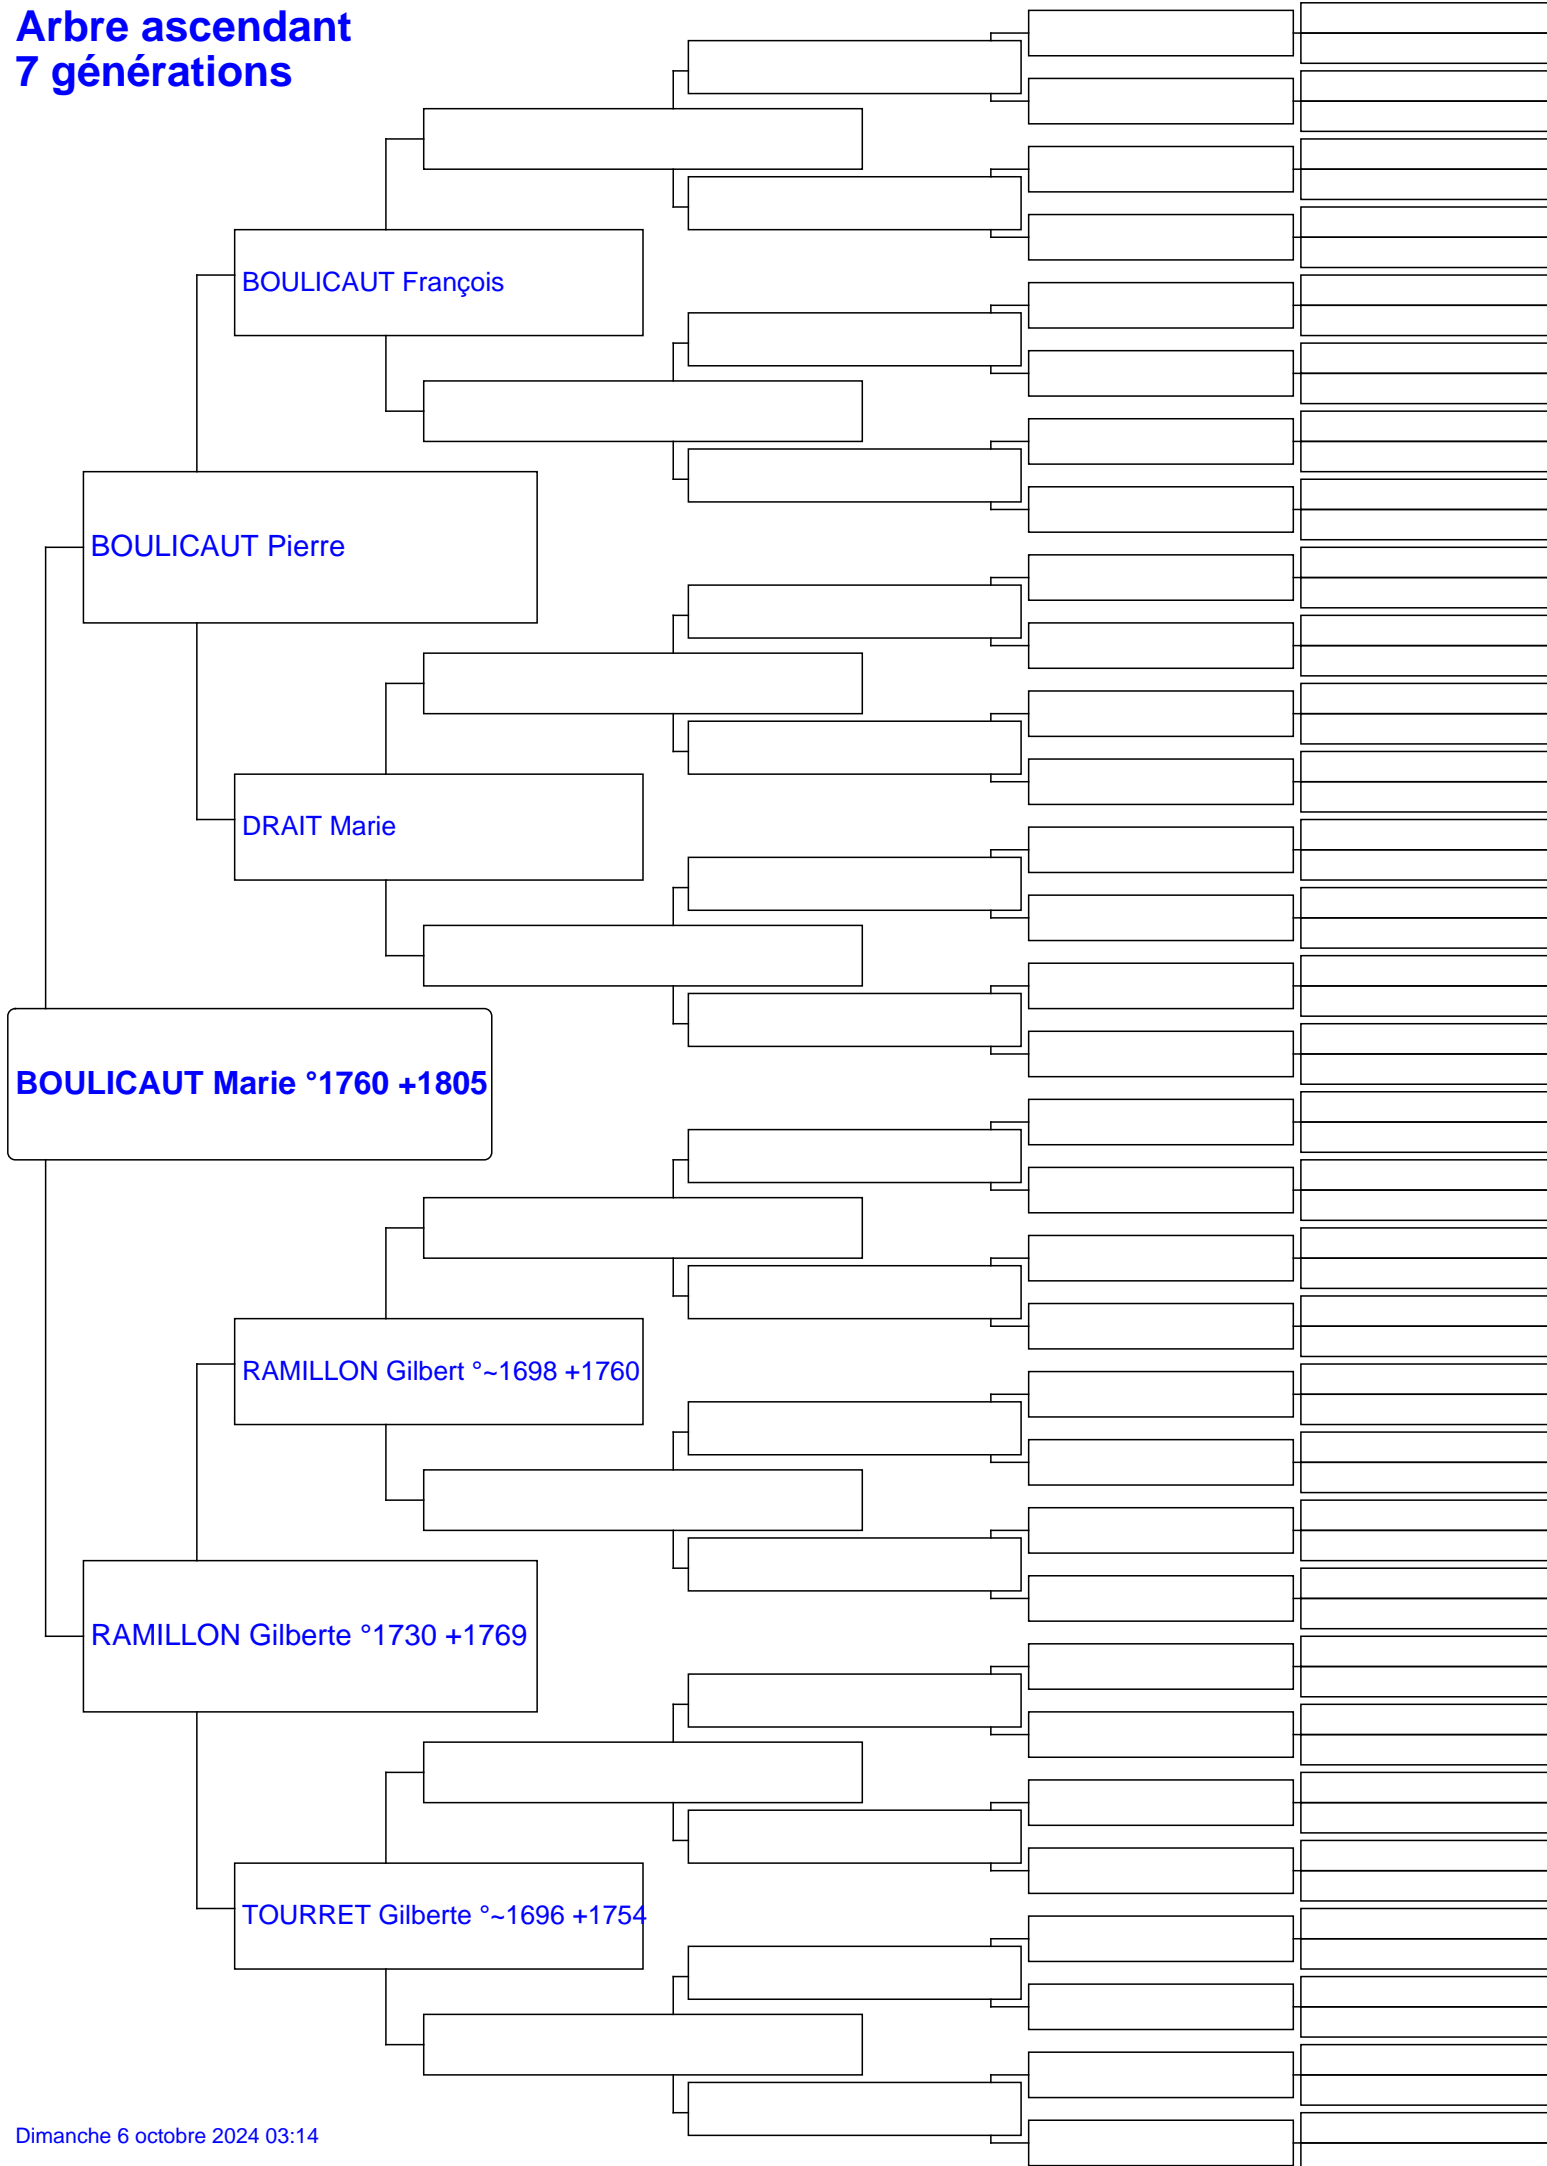 Arbre ascendant
7 générations
BOULICAUT François
BOULICAUT Pierre
DRAIT Marie
BOULICAUT Marie °1760 +1805
RAMILLON Gilbert °~1698 +1760
RAMILLON Gilberte °1730 +1769
TOURRET Gilberte °~1696 +1754
Dimanche 6 octobre 2024 03:14